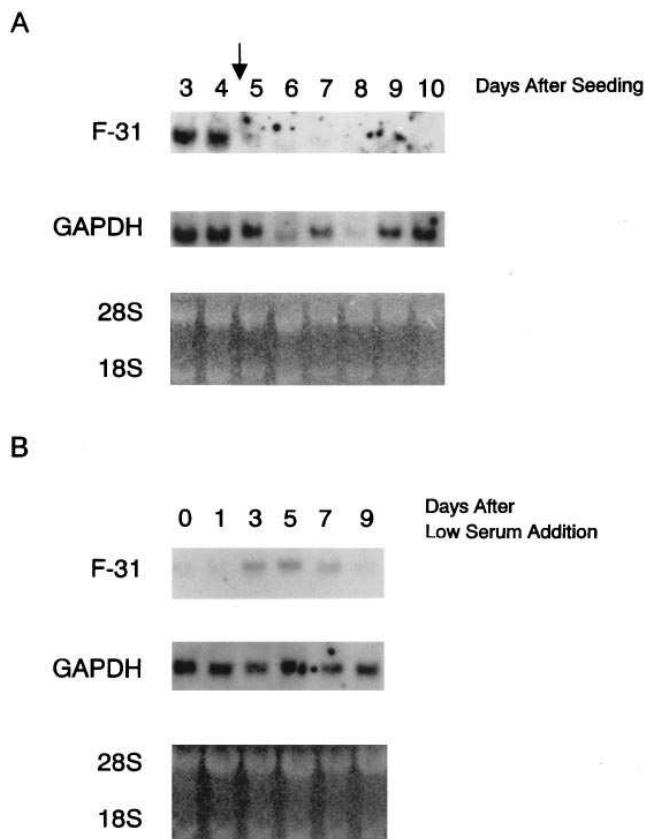 A
3 4 5 6 7 8 9 10 Days After Seeding
F-31
GAPDH
28S
18S
B
0 1 3 5 7 9 Days After
Low Serum Addition
F-31
GAPDH
28S
18S